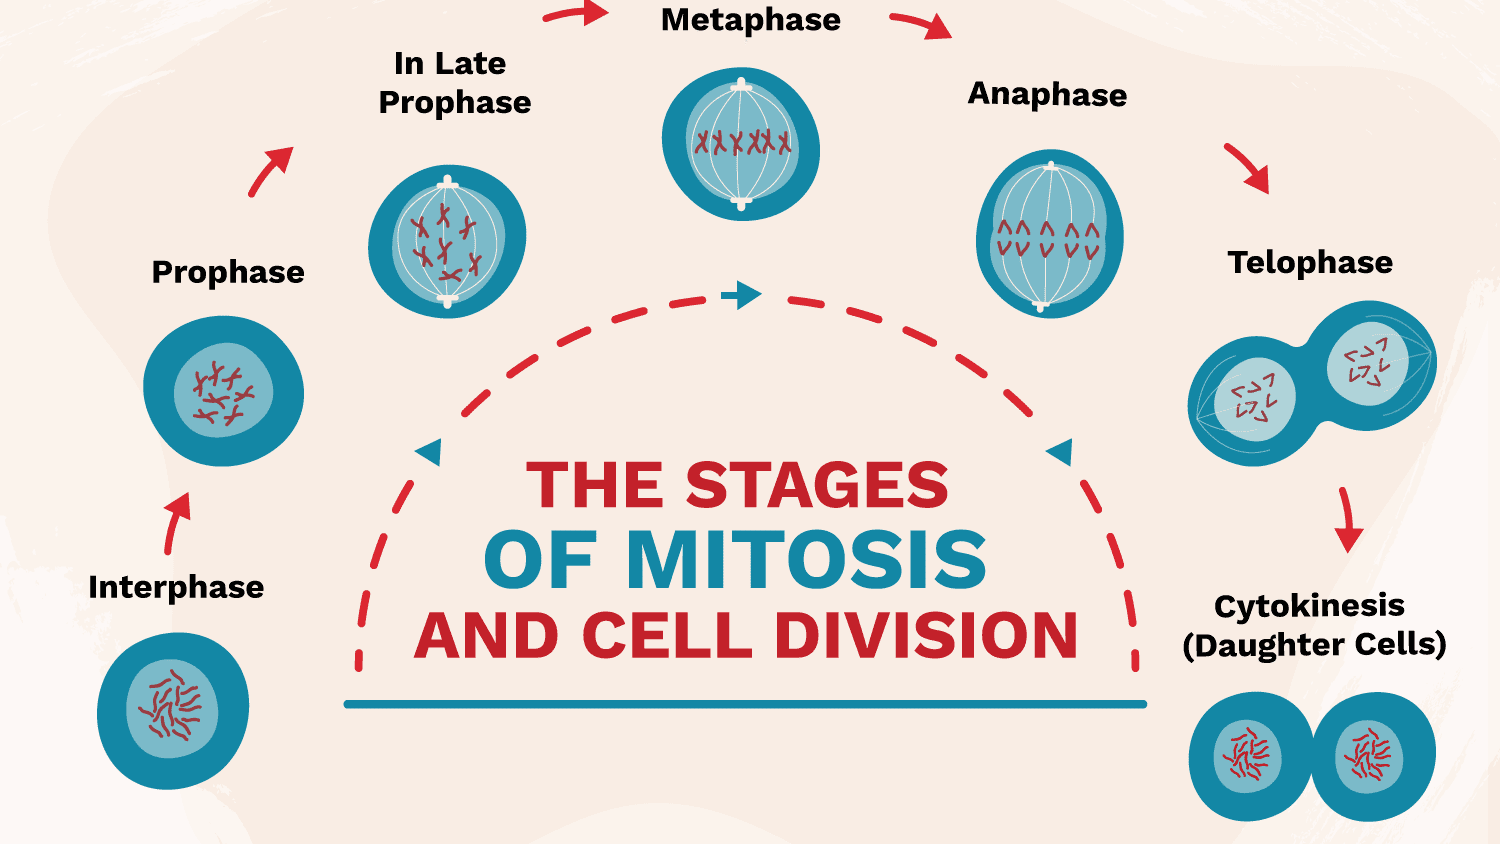 Metaphase
In Late
Prophase
Anaphase
Prophase
Telophase
Interphase
THE STAGES
OF MITOSIS
AND CELL DIVISION
Cytokinesis
(Daughter Cells)